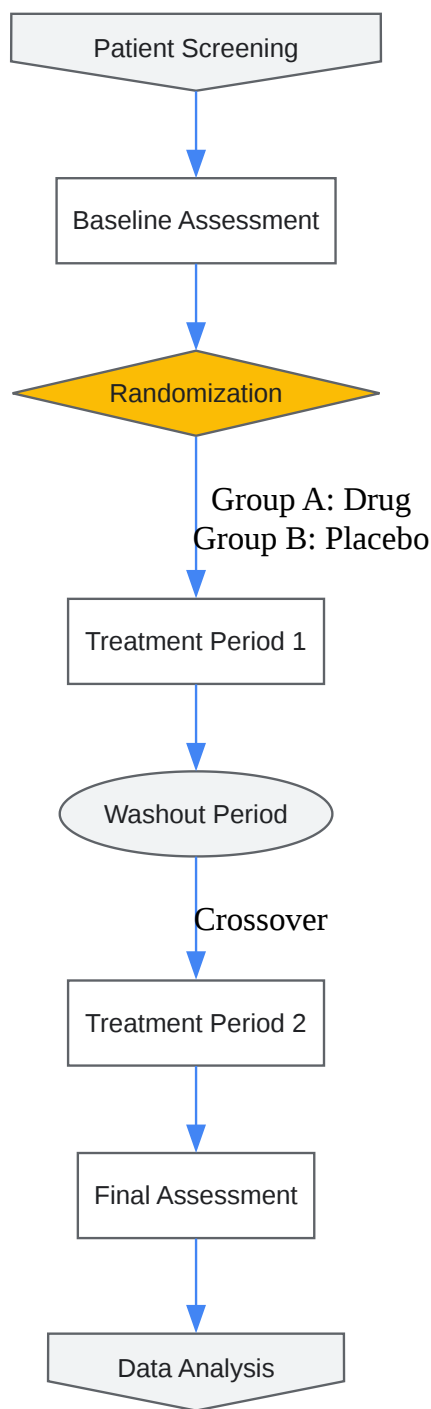 Patient Screening
Baseline Assessment
Randomization
Group A: Drug
Group B: Placebo
Treatment Period 1
Washout Period
Crossover
Treatment Period 2
Final Assessment
Data Analysis